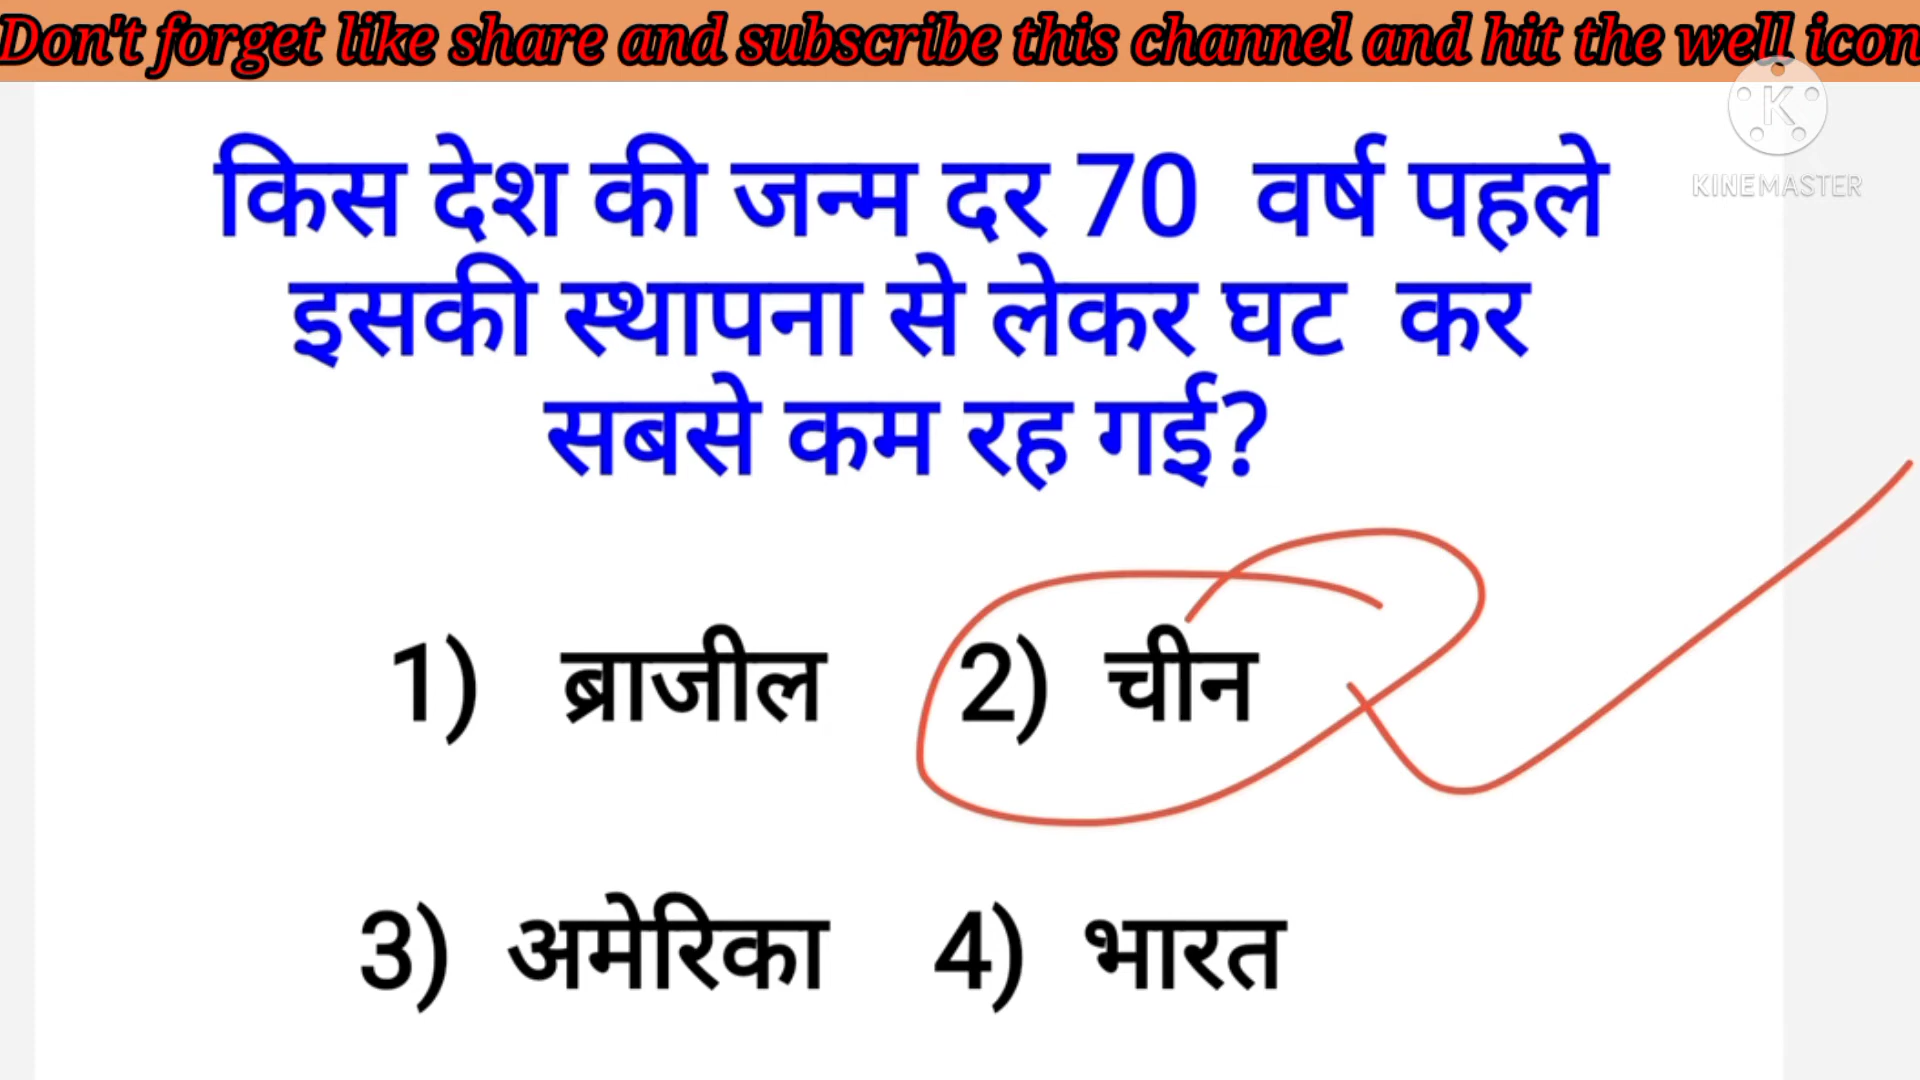 Don't forget like share and subscribe this channel and hit the well icon
KINEMASTER
किस देश की जन्म दर 70 वर्ष पहले
इसकी स्थापना से लेकर घट कर
सबसे कम रह गई?
1) ब्राजील 2) चीन
3) अमेरिका 4) भारत